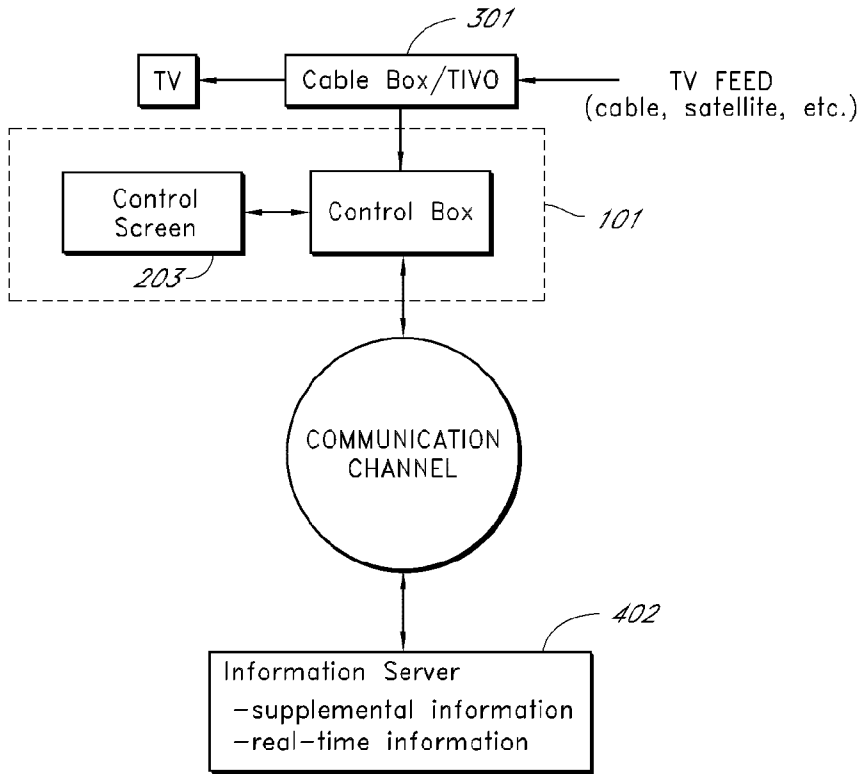 301
TV
Cable Box/TIVO
TV FEED
(cable, satellite, etc.)
Control
Screen
Control Box
101
203
COMMUNICATION
CHANNEL
402
Information Server
-supplemental information
-real-time information